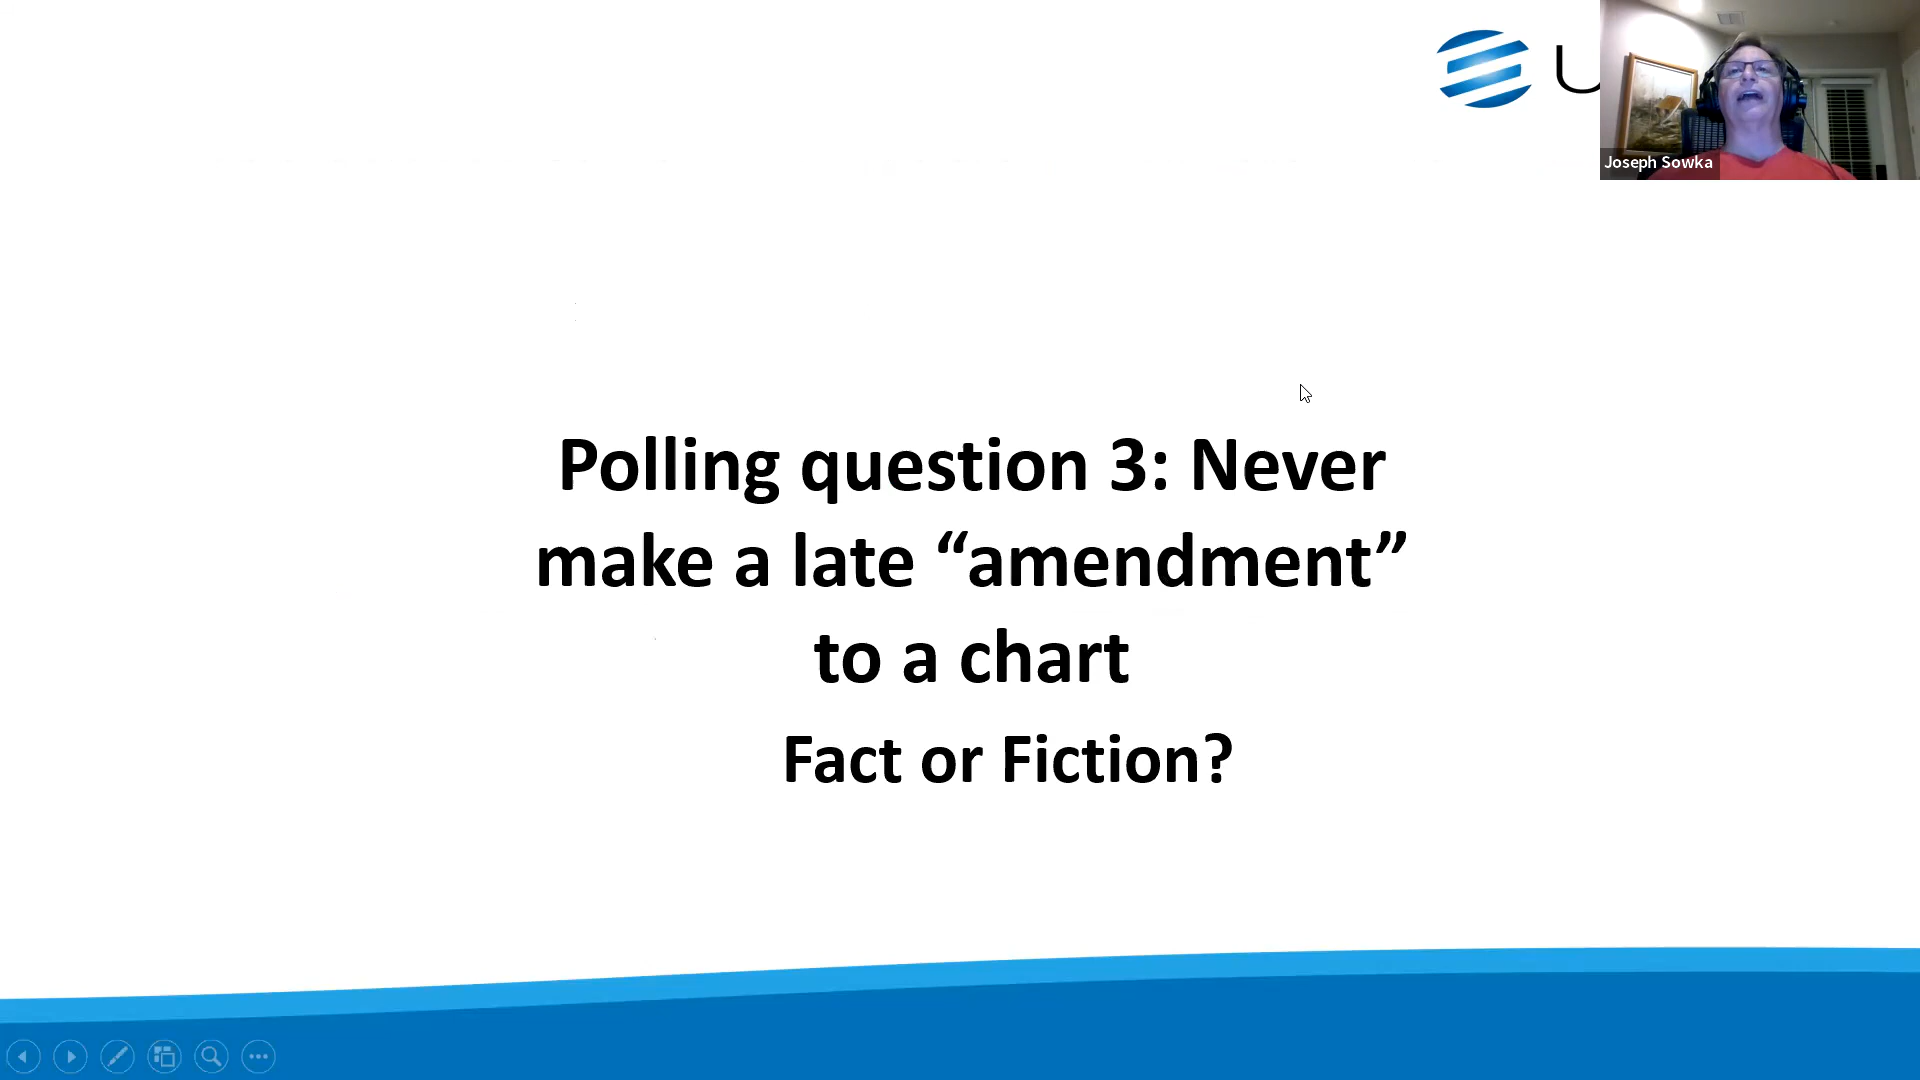 Joseph Sowka
Polling question 3: Never
make a late “amendment”
to a chart
Fact or Fiction?